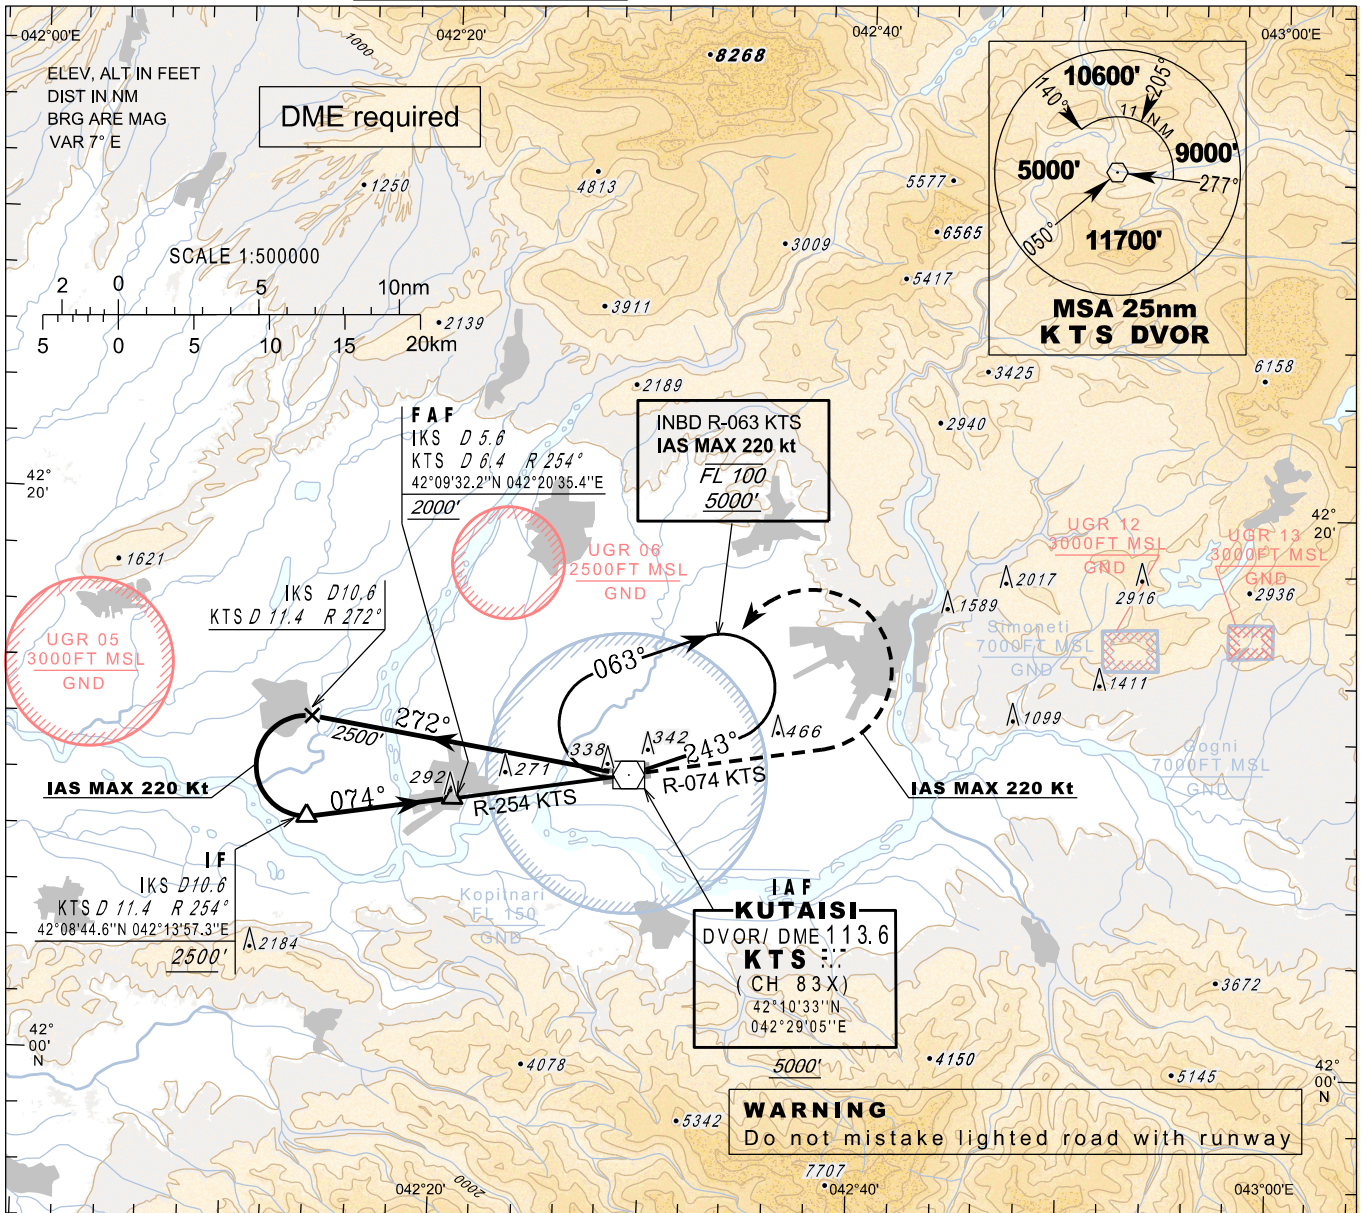 042°00'E
042°20'
042°40'
043°00'E
ELEV, ALT IN FEET
DIST IN NM
BRG ARE MAG
VAR 7° E
DME required
1000
8268
1250
4813
5577
3009
6565
5417
3911
2139
2189
3425
6158
2940
SCALE 1:500000
2 0 5 10nm
5 0 5 10 15 20km
10600'
140°
205°
11 NM
9000'
5000'
277°
050°
11700'
MSA 25nm
KTS DVOR
FAF
IKS D 5.6
KTS D 6.4 R 254°
42°09'32.2"N 042°20'35.4"E
2000'
INBD R-063 KTS
IAS MAX 220 kt
FL 100
5000'
42°
20'
42°
20'
1621
UGR 05
3000FT MSL
GND
UGR 06
2500FT MSL
GND
UGR 12
3000FT MSL
GND
UGR 13
3000FT MSL
GND
2017
2916
2936
1589
Simoneti
7000FT MSL
GND
1411
1099
Gogni
7000FT MSL
GND
IKS D10.6
KTS D 11.4 R 272°
063°
272°
2500'
338
342
243°
466
R-074 KTS
271
292
074°
R-254 KTS
IAS MAX 220 Kt
IAS MAX 220 Kt
IF
IKS D10.6
KTS D 11.4 R 254°
42°08'44.6"N 042°13'57.3"E
2500'
2184
Kopitnari
FL 150
GND
IAF
KUTAISI
DVOR/ DME 113.6
KTS
(CH 83X)
42°10'33"N
042°29'05"E
5000'
3672
4078
4150
5145
5342
7707
2000
42°
00'
N
42°
00'
N
WARNING
Do not mistake lighted road with runway
042°20'
042°40'
043°00'E